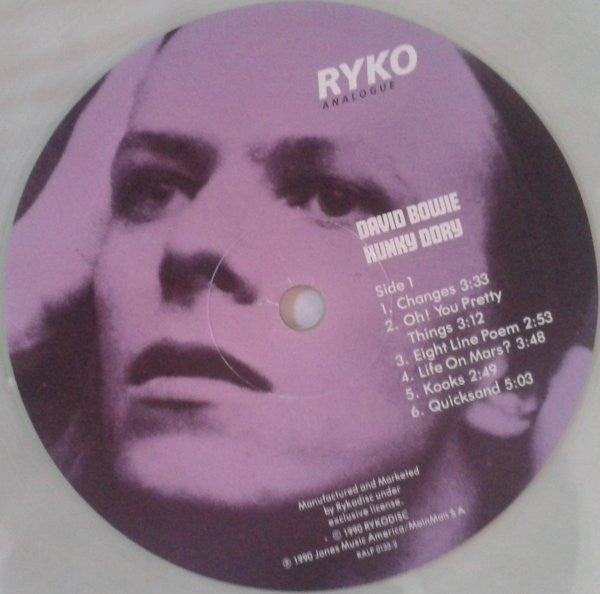 RYKO
ANALOGUE
DAVID BOWIE
HUNKY DORY
Side 1
1. Changes 3:33
2. Oh! You Pretty
Things 3:12
3. Eight Line Poem 2:53
4. Life On Mars? 3:48
5. Kooks 2:49
6. Quicksand 5:03
Manufactured and Marketed
by Rykodisc under
exclusive license.
© 1990 RYKODISC
℗ 1990 Jones Music America/MainMan S A